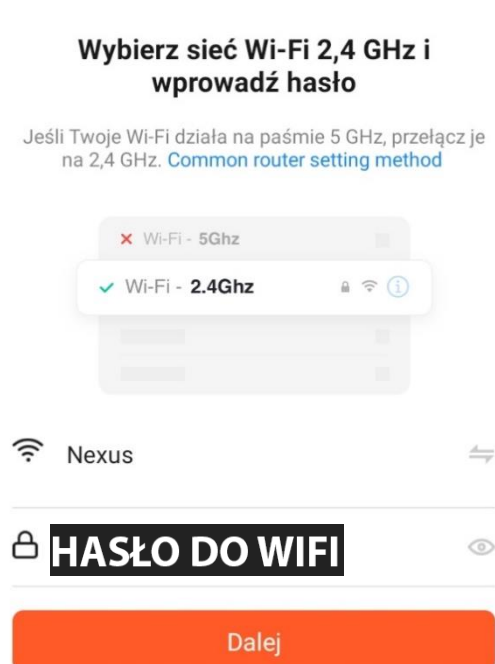 Wybierz sieć Wi-Fi 2,4 GHz i
wprowadź hasło
Jeśli Twoje Wi-Fi działa na paśmie 5 GHz, przełącz je
na 2,4 GHz. Common router setting method
Wi-Fi - 5Ghz
Wi-Fi - 2.4Ghz
Nexus
HASŁO DO WIFI
Dalej